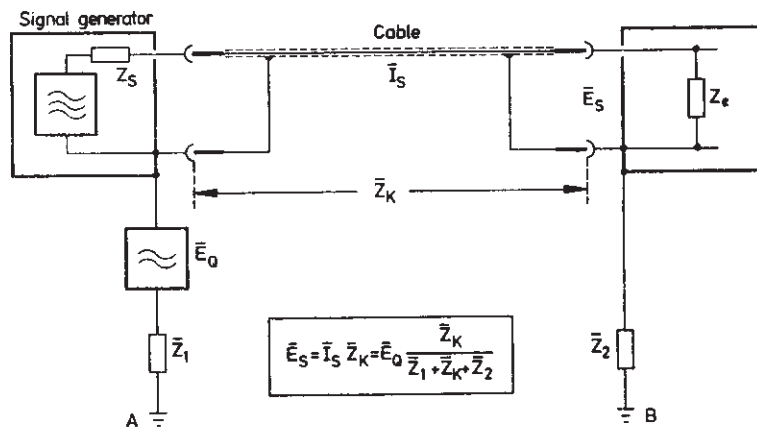 Signal generator
Cable
Z_S
Ī_S
Ē_S
Z_e
Z̄_K
Ē_Q
Z̄_1
Ē_S = Ī_S Z̄_K = Ē_Q Z̄_K / (Z̄_1 + Z̄_K + Z̄_2)
Z̄_2
A
B